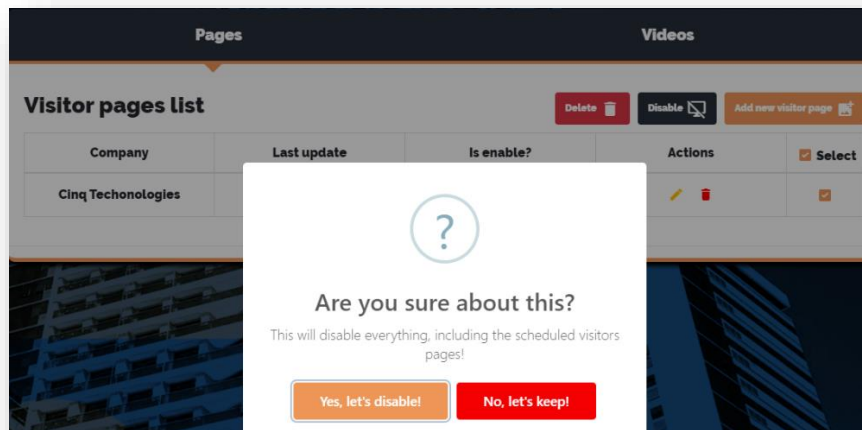 Pages
Videos
Visitor pages list
Delete
Disable
Add new visitor page
Company
Last update
Is enable?
Actions
Select
Cinq Techonologies
?
Are you sure about this?
This will disable everything, including the scheduled visitors
pages!
Yes, let's disable!
No, let's keep!